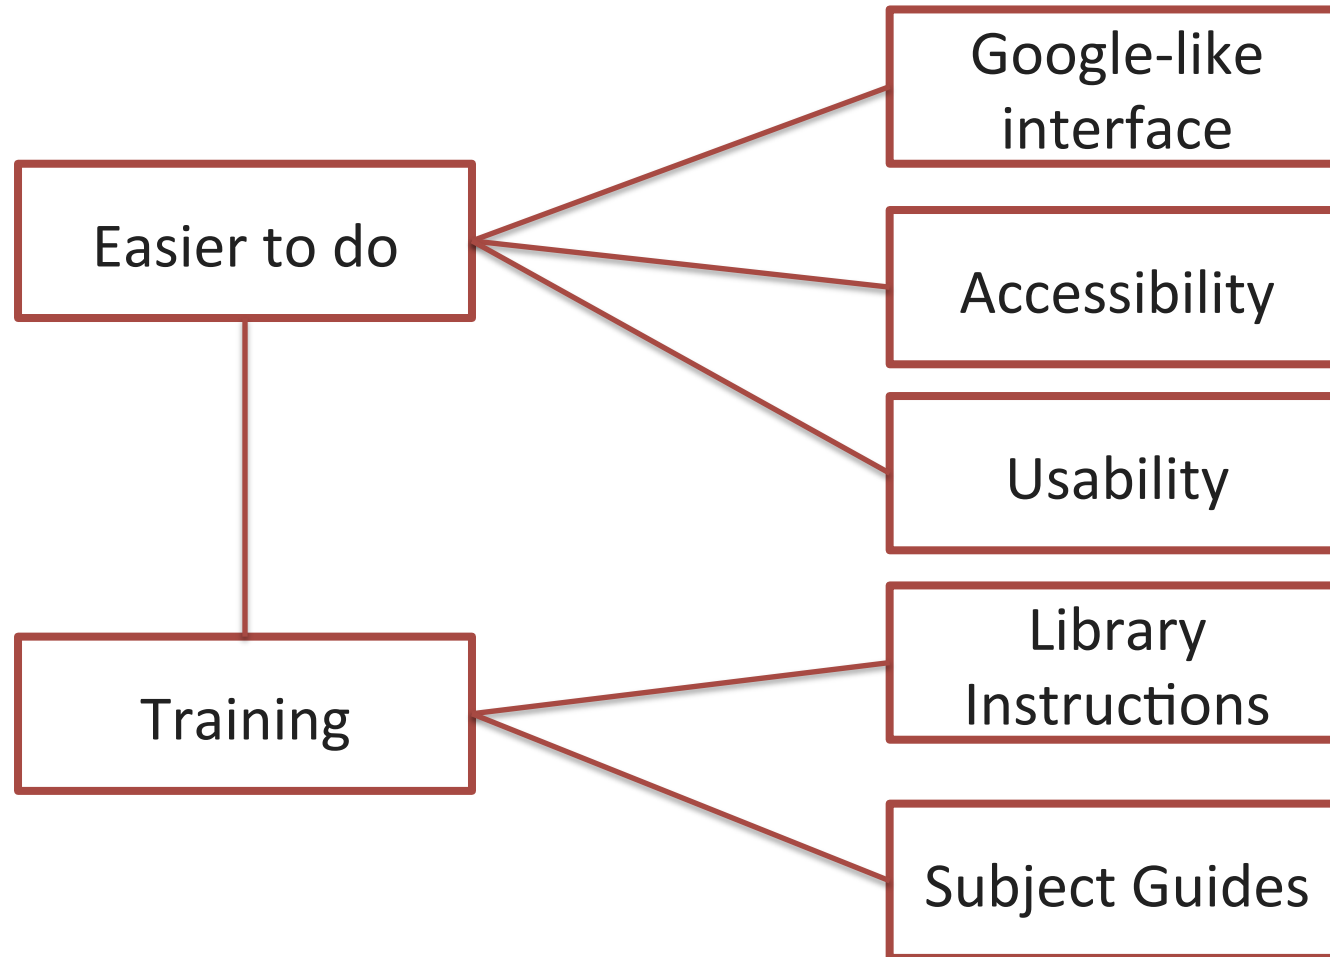 Google-like
interface
Easier to do
Accessibility
Usability
Library
Instructions
Training
Subject Guides